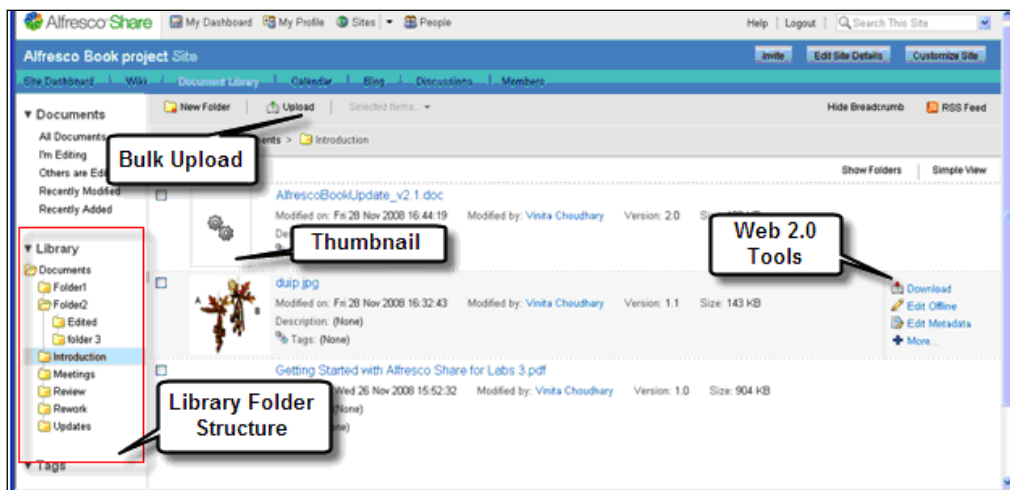 Alfresco Share My Dashboard My Profile Sites People Help Logout Search This Site
Alfresco Book project Site Invite Edit Site Details Customize Site
Site Dashboard Wiki Document Library Calendar Blog Discussions Members
Documents
New Folder Upload Selected Items... Hide Breadcrumb RSS Feed
All Documents
I'm Editing
Others are
Recently Modified
Recently Added
Bulk Upload
> Introduction
Show Folders Simple View
AlfrescoBookUpdate_v2.1.doc
Modified on: Fri 28 Nov 2008 16:44:19 Modified by: Vinita Choudhary Version: 2.0
Thumbnail
Web 2.0
Tools
Library
Documents
Folder1
Folder2
Edited
folder 3
Introduction
Meetings
Review
Rework
Updates
Tags
Library Folder
Structure
duip.jpg
Modified on: Fri 28 Nov 2008 16:32:43 Modified by: Vinita Choudhary Version: 1.1 Size: 143 KB
Description: (None)
Tags: (None)
A
B
Download
Edit Offline
Edit Metadata
More...
Getting Started with Alfresco Share for Labs 3.pdf
Wed 26 Nov 2008 15:52:32 Modified by: Vinita Choudhary Version: 1.0 Size: 904 KB
(None)